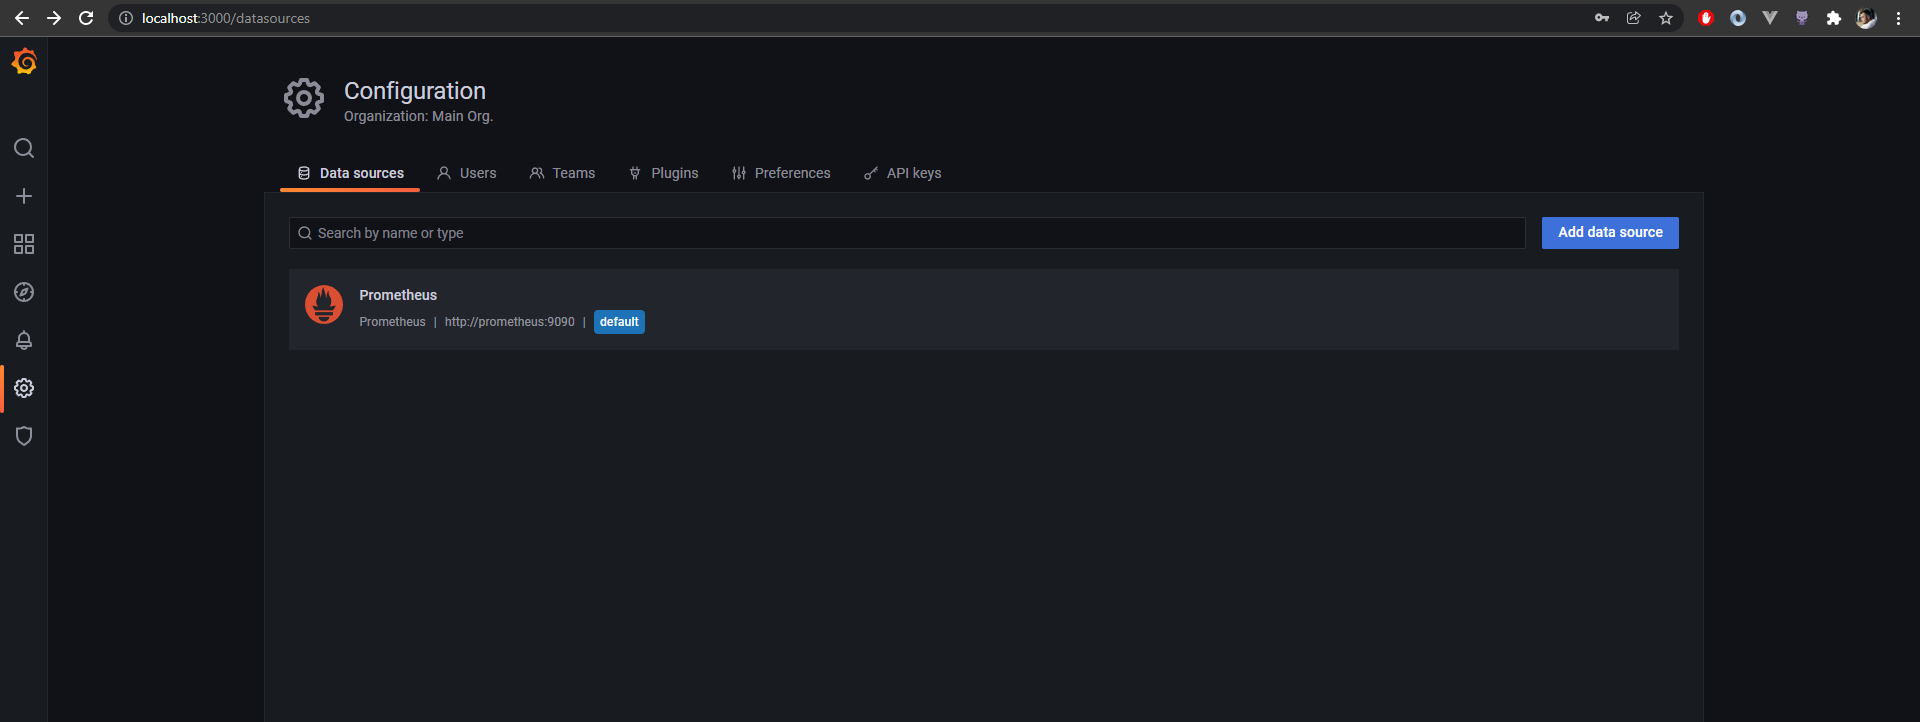 localhost:3000/datasources
Configuration
Organization: Main Org.
Data sources Users Teams Plugins Preferences API keys
Search by name or type Add data source
Prometheus
Prometheus | http://prometheus:9090 | default